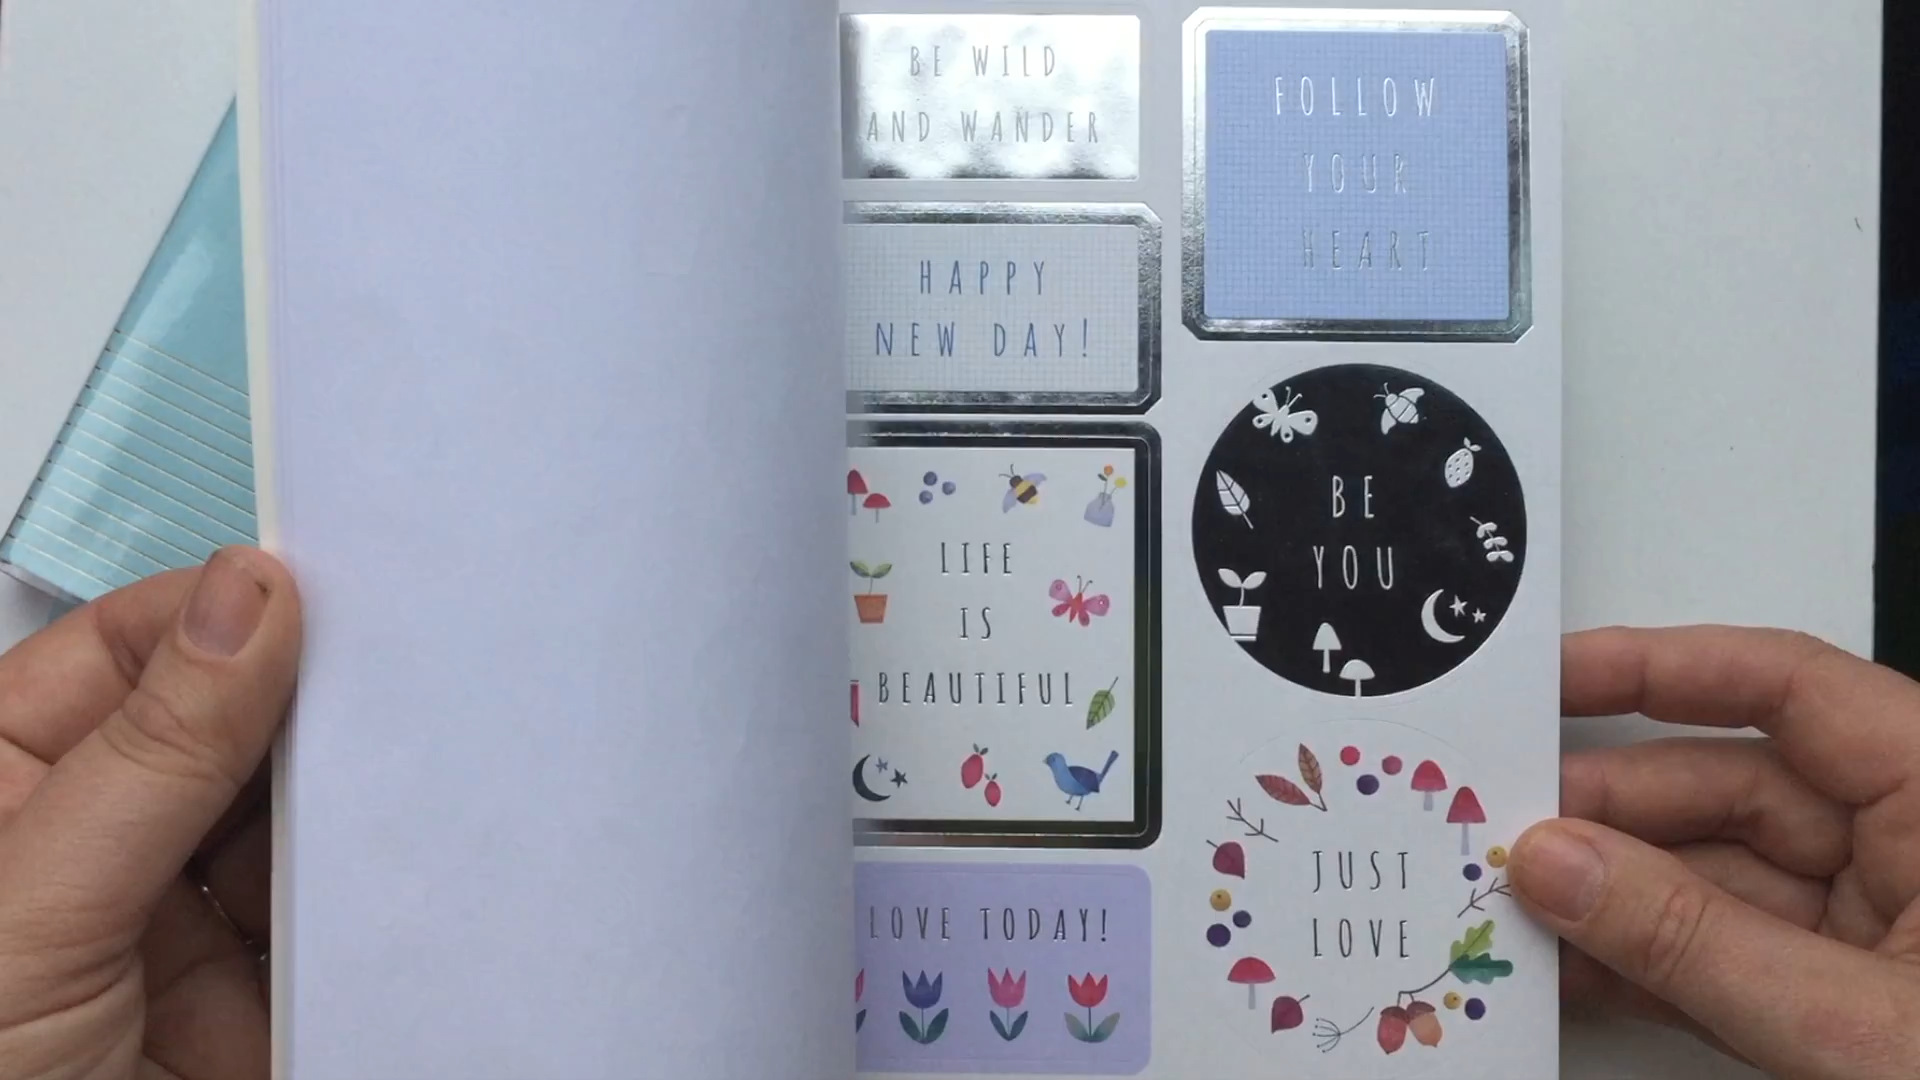 BE WILD
AND WANDER
HAPPY
NEW DAY!
LIFE
IS
BEAUTIFUL
LOVE TODAY!
FOLLOW
YOUR
HEART
BE
YOU
JUST
LOVE